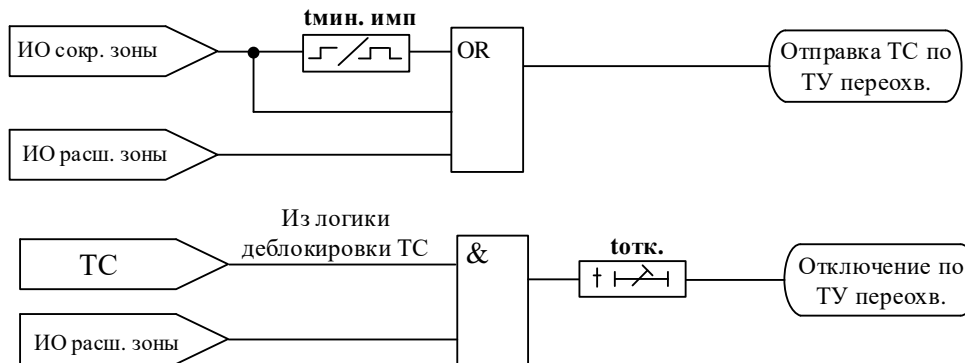 tмин. имп
ИО сокр. зоны
OR
Отправка ТС по
ТУ переохв.
ИО расш. зоны
Из логики
деблокировки ТС
ТС
&
tотк.
Отключение по
ТУ переохв.
ИО расш. зоны